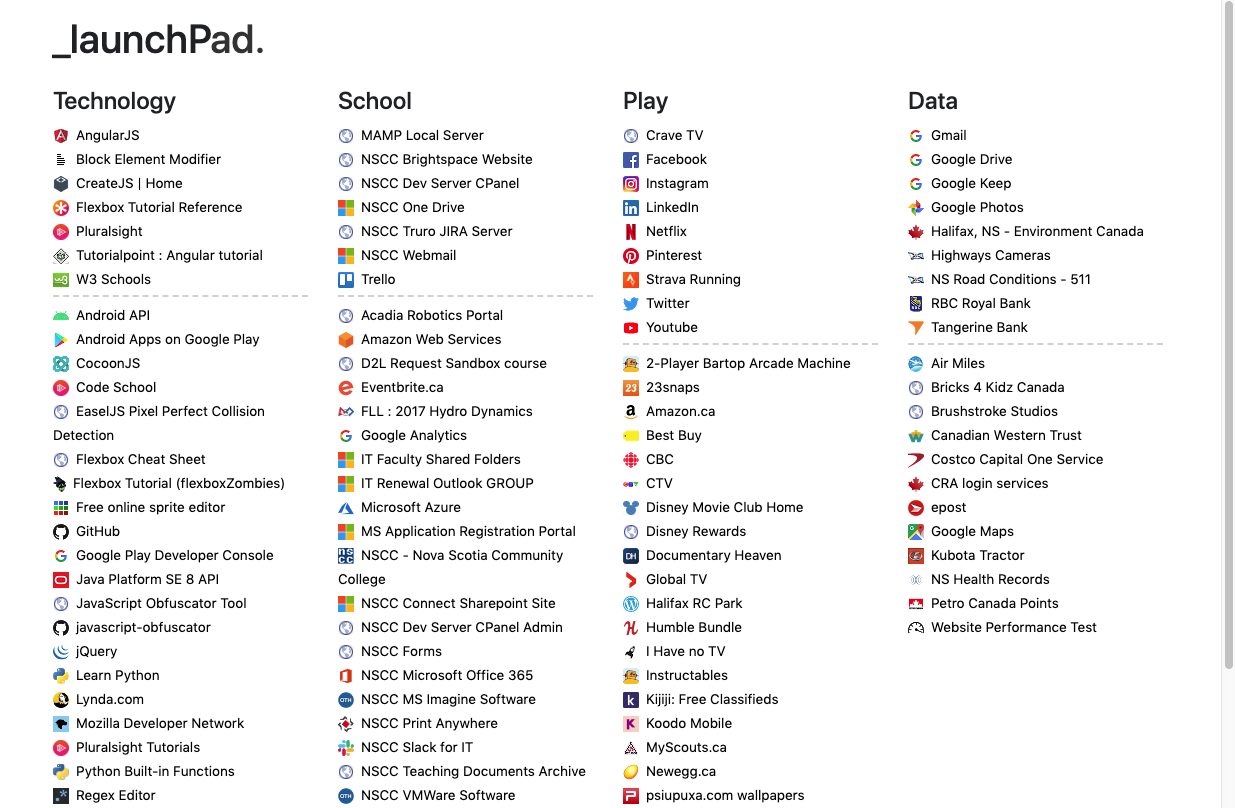 _launchPad.
Technology
AngularJS
Block Element Modifier
CreateJS | Home
Flexbox Tutorial Reference
Pluralsight
Tutorialpoint : Angular tutorial
W3 Schools
Android API
Android Apps on Google Play
CocoonJS
Code School
EaselJS Pixel Perfect Collision
Detection
Flexbox Cheat Sheet
Flexbox Tutorial (flexboxZombies)
Free online sprite editor
GitHub
Google Play Developer Console
Java Platform SE 8 API
JavaScript Obfuscator Tool
javascript-obfuscator
jQuery
Learn Python
Lynda.com
Mozilla Developer Network
Pluralsight Tutorials
Python Built-in Functions
Regex Editor
School
MAMP Local Server
NSCC Brightspace Website
NSCC Dev Server CPanel
NSCC One Drive
NSCC Truro JIRA Server
NSCC Webmail
Trello
Acadia Robotics Portal
Amazon Web Services
D2L Request Sandbox course
Eventbrite.ca
FLL : 2017 Hydro Dynamics
Google Analytics
IT Faculty Shared Folders
IT Renewal Outlook GROUP
Microsoft Azure
MS Application Registration Portal
NSCC - Nova Scotia Community
College
NSCC Connect Sharepoint Site
NSCC Dev Server CPanel Admin
NSCC Forms
NSCC Microsoft Office 365
NSCC MS Imagine Software
NSCC Print Anywhere
NSCC Slack for IT
NSCC Teaching Documents Archive
NSCC VMWare Software
Play
Crave TV
Facebook
Instagram
LinkedIn
Netflix
Pinterest
Strava Running
Twitter
Youtube
2-Player Bartop Arcade Machine
23snaps
Amazon.ca
Best Buy
CBC
CTV
Disney Movie Club Home
Disney Rewards
Documentary Heaven
Global TV
Halifax RC Park
Humble Bundle
I Have no TV
Instructables
Kijiji: Free Classifieds
Koodo Mobile
MyScouts.ca
Newegg.ca
psiupuxa.com wallpapers
Data
Gmail
Google Drive
Google Keep
Google Photos
Halifax, NS - Environment Canada
Highways Cameras
NS Road Conditions - 511
RBC Royal Bank
Tangerine Bank
Air Miles
Bricks 4 Kidz Canada
Brushstroke Studios
Canadian Western Trust
Costco Capital One Service
CRA login services
epost
Google Maps
Kubota Tractor
NS Health Records
Petro Canada Points
Website Performance Test